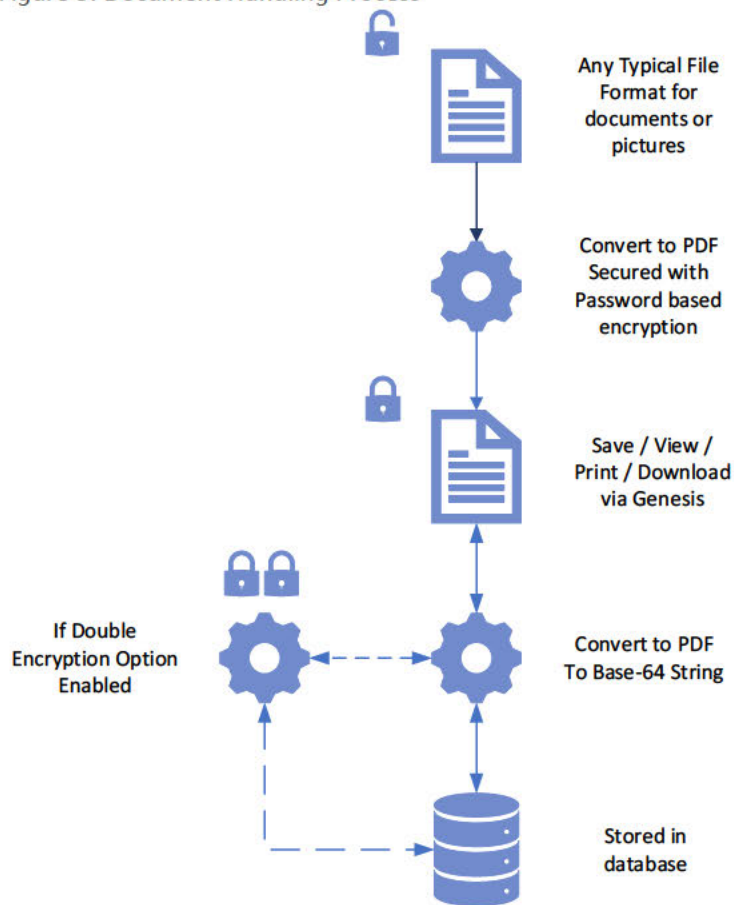 Any Typical File
Format for
documents or
pictures
Convert to PDF
Secured with
Password based
encryption
Save / View /
Print / Download
via Genesis
If Double
Encryption Option
Enabled
Convert to PDF
To Base-64 String
Stored in
database